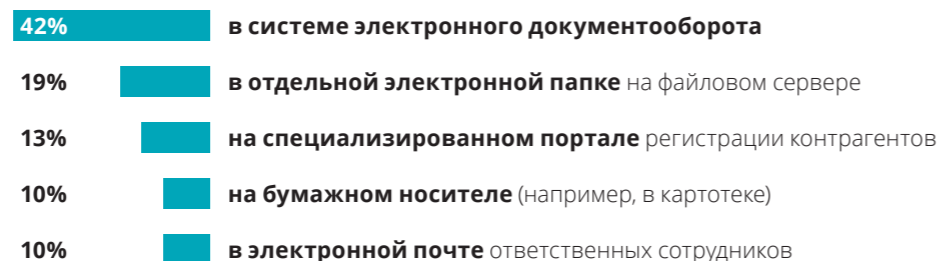 42% в системе электронного документооборота
19% в отдельной электронной папке на файловом сервере
13% на специализированном портале регистрации контрагентов
10% на бумажном носителе (например, в картотеке)
10% в электронной почте ответственных сотрудников